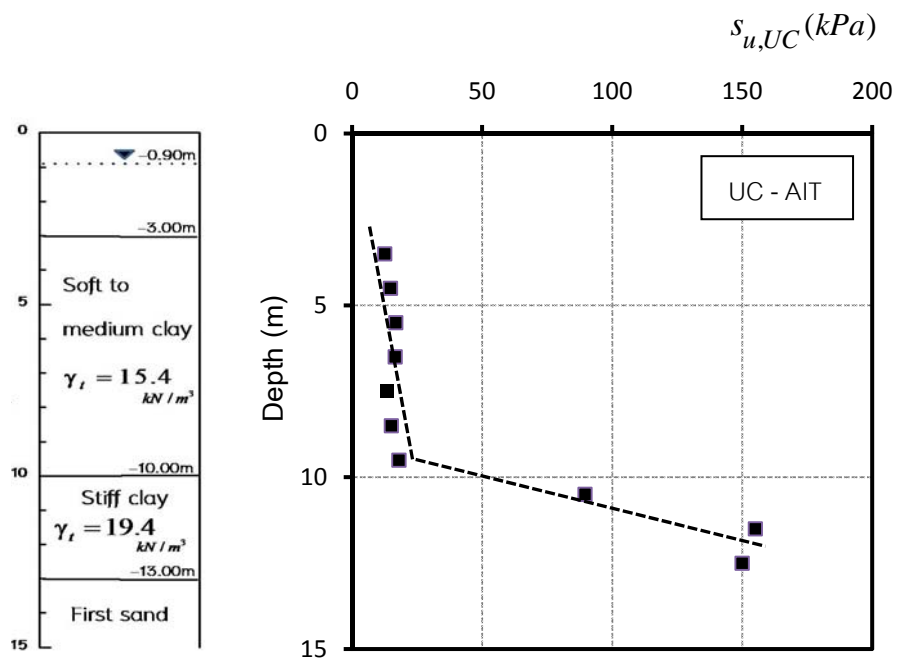 s_{u,UC} (kPa)
0 50 100 150 200
0
−0.90m
−3.00m
Soft to
5
medium clay
γ_t = 15.4
kN / m³
−10.00m
10
Stiff clay
γ_t = 19.4
kN / m³
−13.00m
First sand
15
Depth (m)
0
5
10
15
UC - AIT